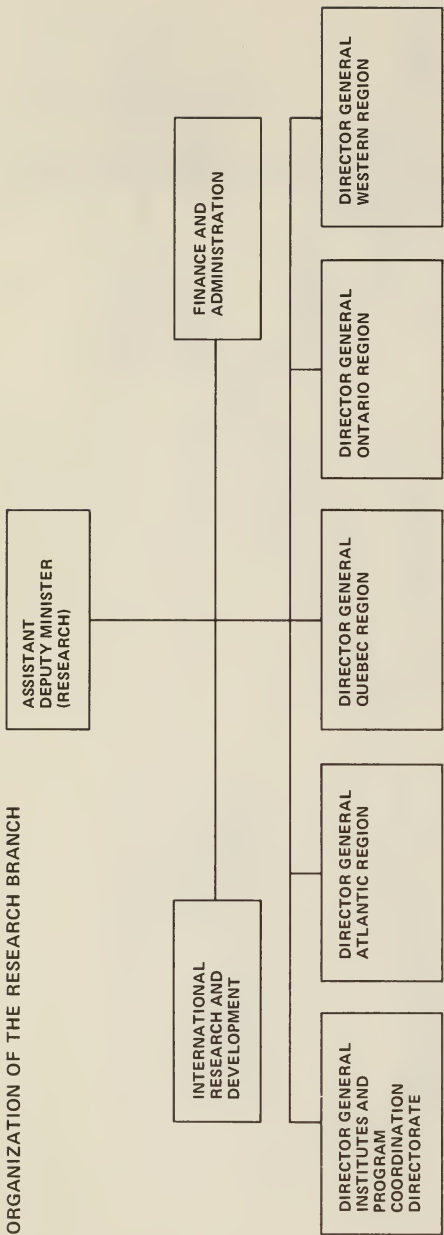 ORGANIZATION OF THE RESEARCH BRANCH
ASSISTANT
DEPUTY MINISTER
(RESEARCH)
INTERNATIONAL
RESEARCH AND
DEVELOPMENT
FINANCE AND
ADMINISTRATION
DIRECTOR GENERAL
INSTITUTES AND
PROGRAM
COORDINATION
DIRECTORATE
DIRECTOR GENERAL
ATLANTIC REGION
DIRECTOR GENERAL
QUEBEC REGION
DIRECTOR GENERAL
ONTARIO REGION
DIRECTOR GENERAL
WESTERN REGION